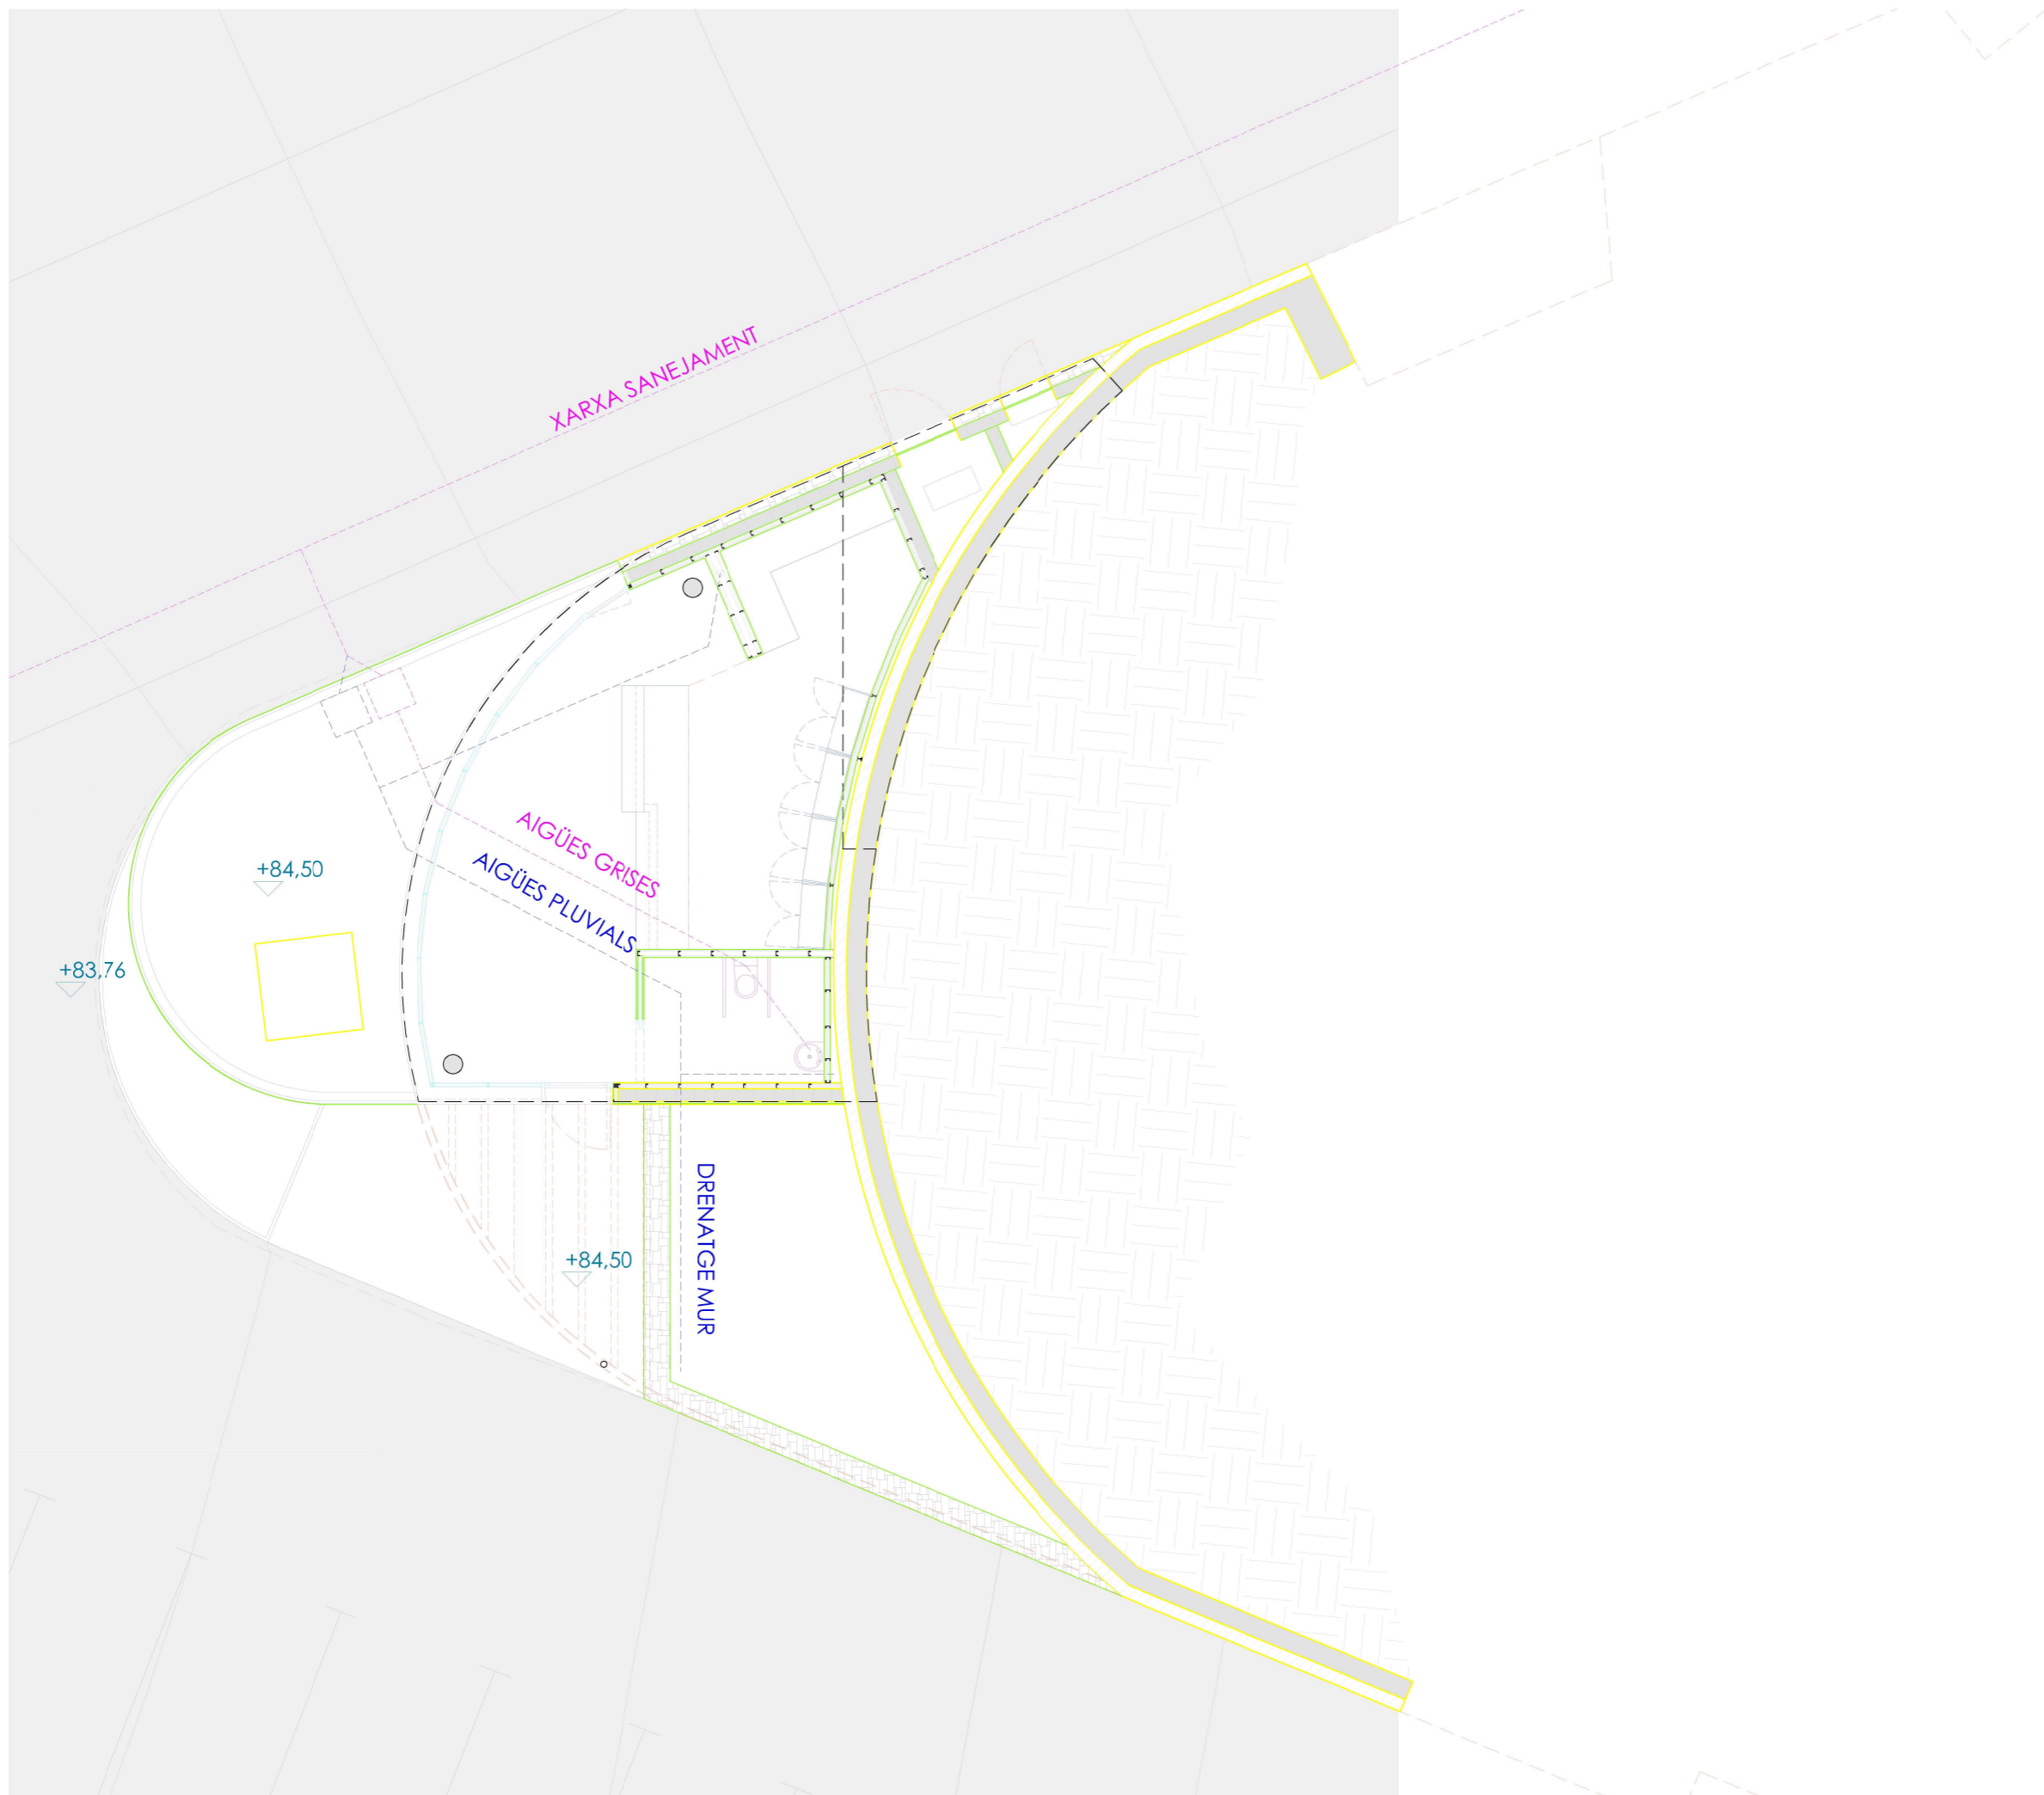 XARXA SANEJAMENT
AIGÜES GRISES
AIGÜES PLUVIALS
+84,50
+83,76
DRENATGE MUR
+84,50